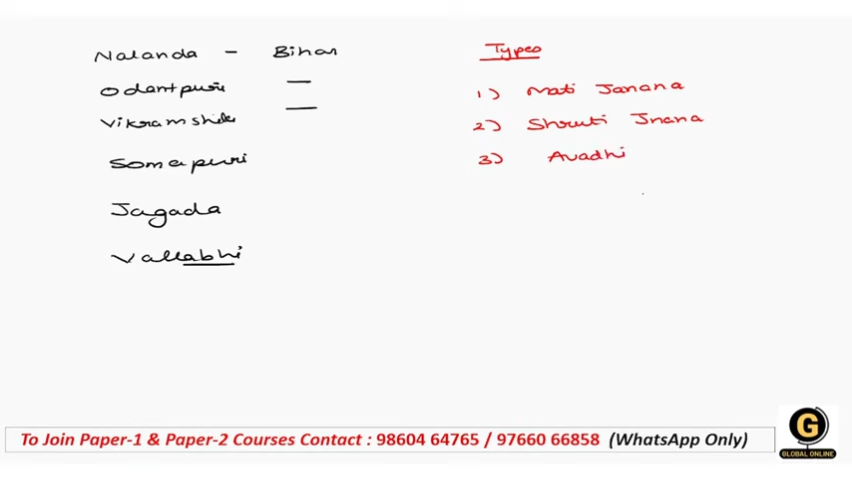 Nalanda - Bihar
Odantpuri —
Vikramshila —
Somapuri
Jagada
Vallabhi
Types
1) Mati Janana
2) Shruti Jnana
3) Avadhi
To Join Paper-1 & Paper-2 Courses Contact : 98604 64765 / 97660 66858 (WhatsApp Only)
G
GLOBAL ONLINE